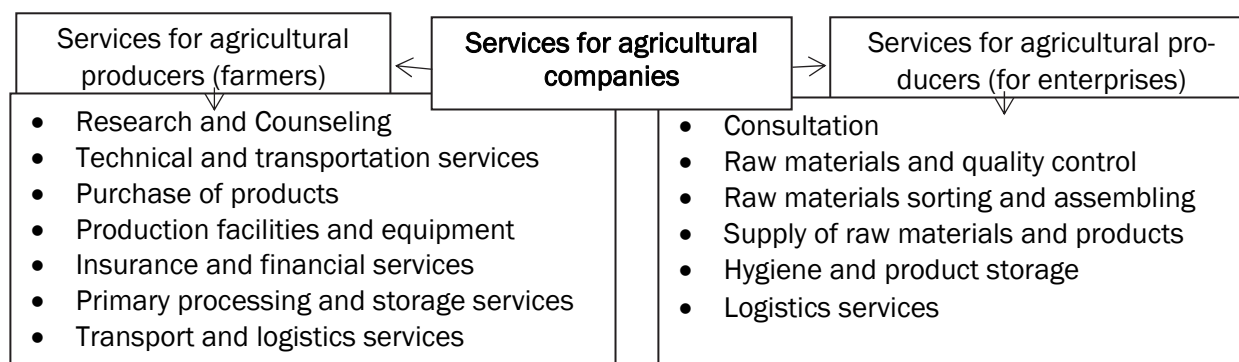 Services for agricultural
producers (farmers)
Services for agricultural
companies
Services for agricultural pro-
ducers (for enterprises)
• Research and Counseling
• Technical and transportation services
• Purchase of products
• Production facilities and equipment
• Insurance and financial services
• Primary processing and storage services
• Transport and logistics services
• Consultation
• Raw materials and quality control
• Raw materials sorting and assembling
• Supply of raw materials and products
• Hygiene and product storage
• Logistics services